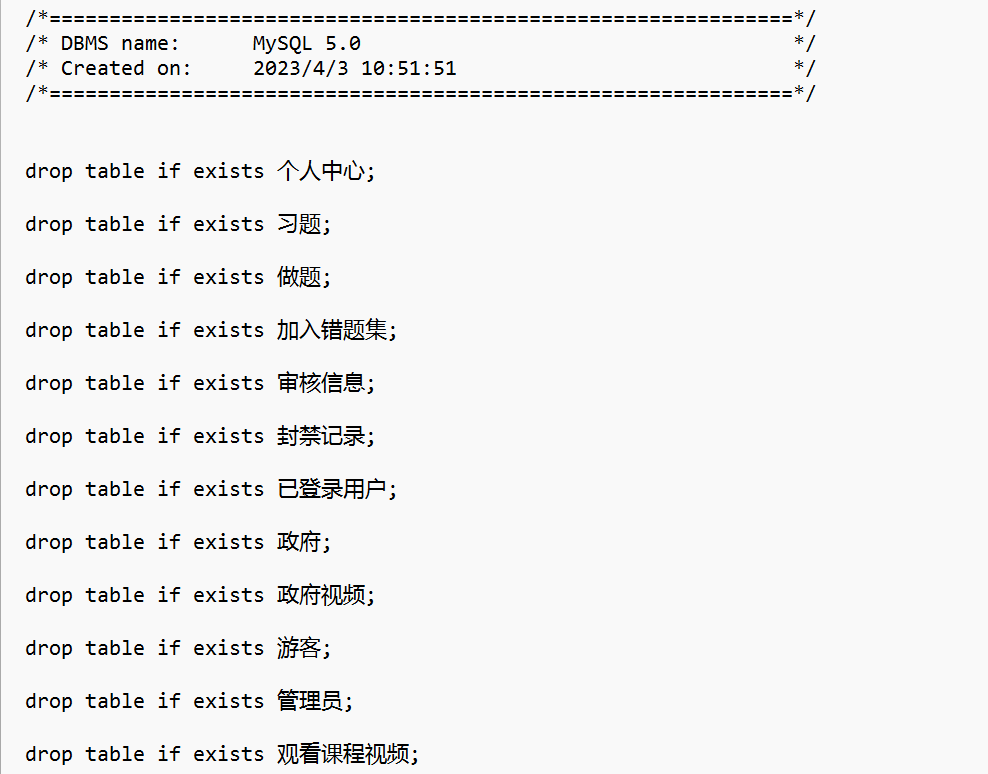 /*==============================================================*/
/* DBMS name:      MySQL 5.0                                    */
/* Created on:     2023/4/3 10:51:51                            */
/*==============================================================*/
drop table if exists 个人中心;
drop table if exists 习题;
drop table if exists 做题;
drop table if exists 加入错题集;
drop table if exists 审核信息;
drop table if exists 封禁记录;
drop table if exists 已登录用户;
drop table if exists 政府;
drop table if exists 政府视频;
drop table if exists 游客;
drop table if exists 管理员;
drop table if exists 观看课程视频;